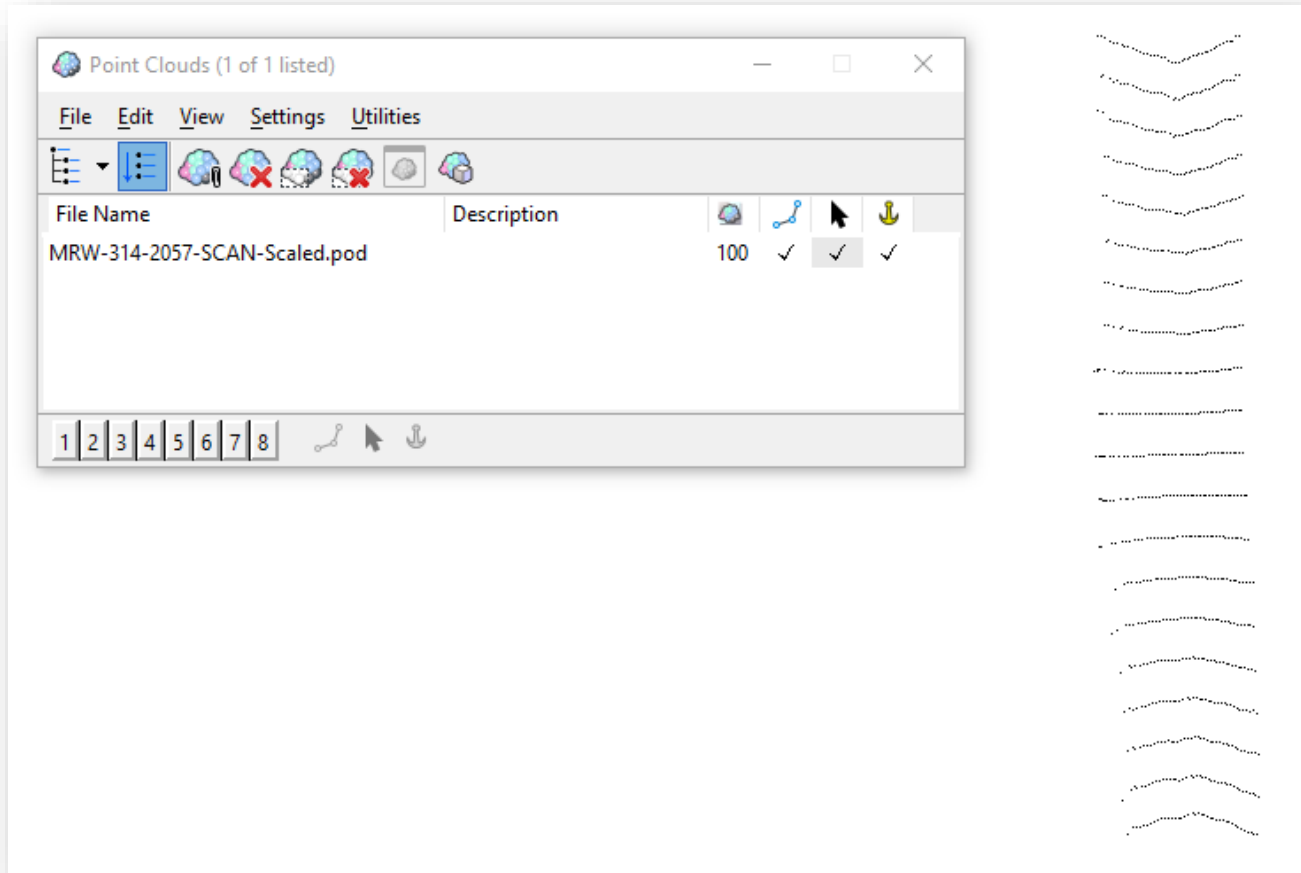 Point Clouds (1 of 1 listed)
File Edit View Settings Utilities
File Name Description
MRW-314-2057-SCAN-Scaled.pod 100
1 2 3 4 5 6 7 8